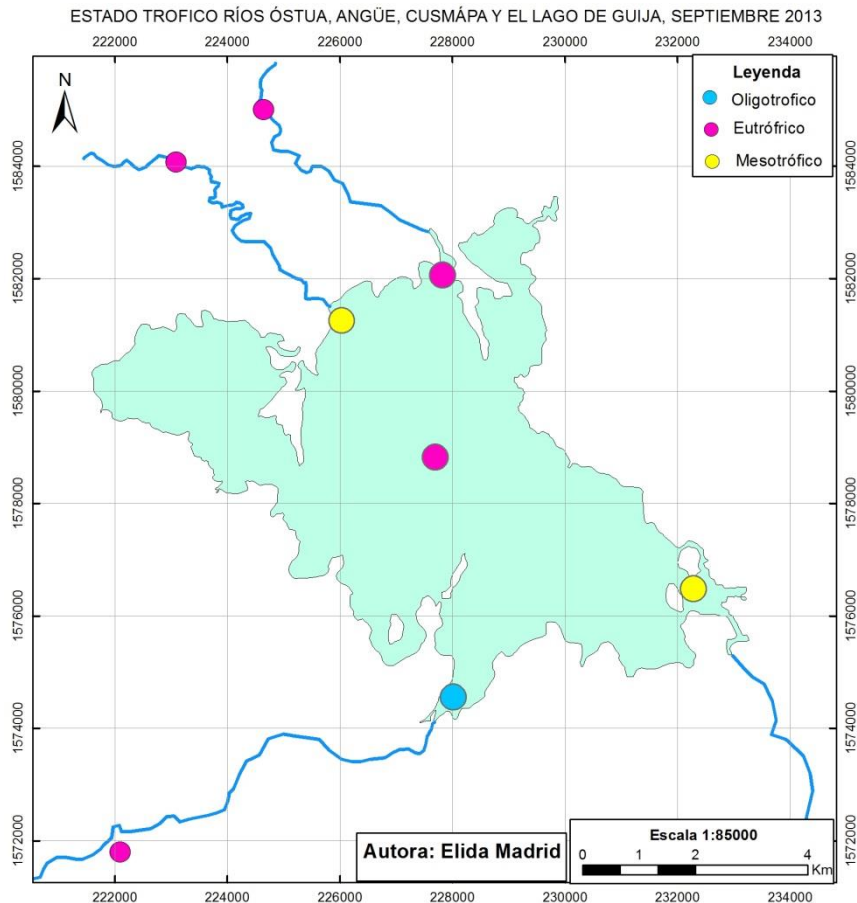 ESTADO TROFICO RÍOS ÓSTUA, ANGÜE, CUSMÁPA Y EL LAGO DE GUIJA, SEPTIEMBRE 2013
222000 224000 226000 228000 230000 232000 234000
N
Leyenda
Oligotrofico
Eutrófrico
Mesotrófico
1584000 1584000
1582000 1582000
1580000 1580000
1578000 1578000
1576000 1576000
1574000 1574000
1572000 1572000
Autora: Elida Madrid
Escala 1:85000
0 1 2 4
Km
222000 224000 226000 228000 230000 232000 234000